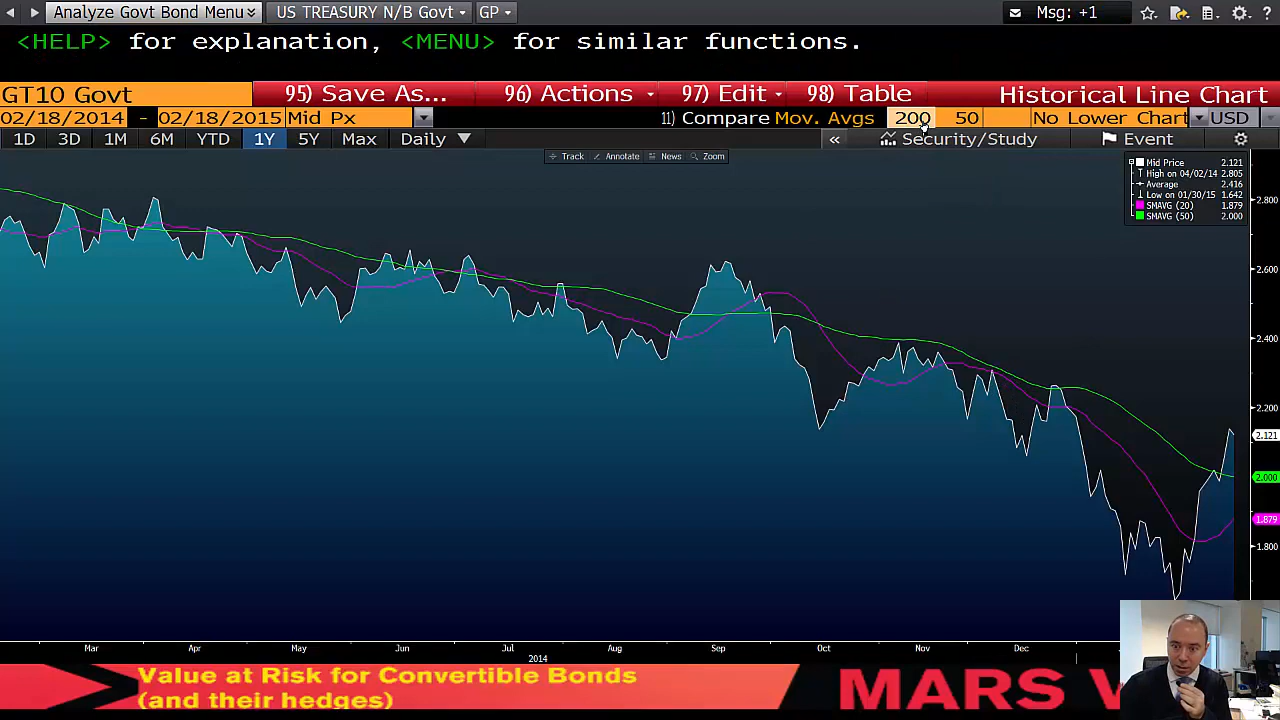 Analyze Govt Bond Menu US TREASURY N/B Govt GP Msg: +1
<HELP> for explanation, <MENU> for similar functions.
GT10 Govt 95) Save As... 96) Actions 97) Edit 98) Table Historical Line Chart
02/18/2014 - 02/18/2015 Mid Px 11) Compare Mov. Avgs 200 50 No Lower Chart USD
1D 3D 1M 6M YTD 1Y 5Y Max Daily « Security/Study Event
Track Annotate News Zoom
Mid Price 2.121
High on 04/02/14 2.805
Average 2.416
Low on 01/30/15 1.642
SMAVG (20) 1.879
SMAVG (50) 2.000
2.800
2.600
2.400
2.200
2.121
2.000
1.879
1.800
Mar Apr May Jun Jul Aug Sep Oct Nov Dec
2014
Value at Risk for Convertible Bonds
(and their hedges)
MARS V